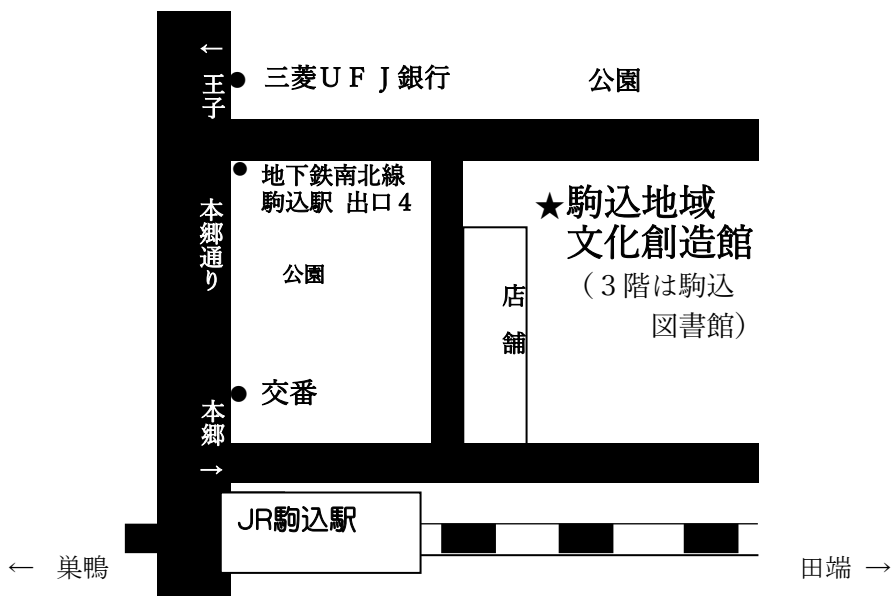 ← 王子
三菱ＵＦＪ銀行
公園
地下鉄南北線
駒込駅 出口４
★駒込地域
文化創造館
（３階は駒込
図書館）
本郷通り
公園
店舗
交番
本郷 →
JR駒込駅
← 巣鴨
田端 →